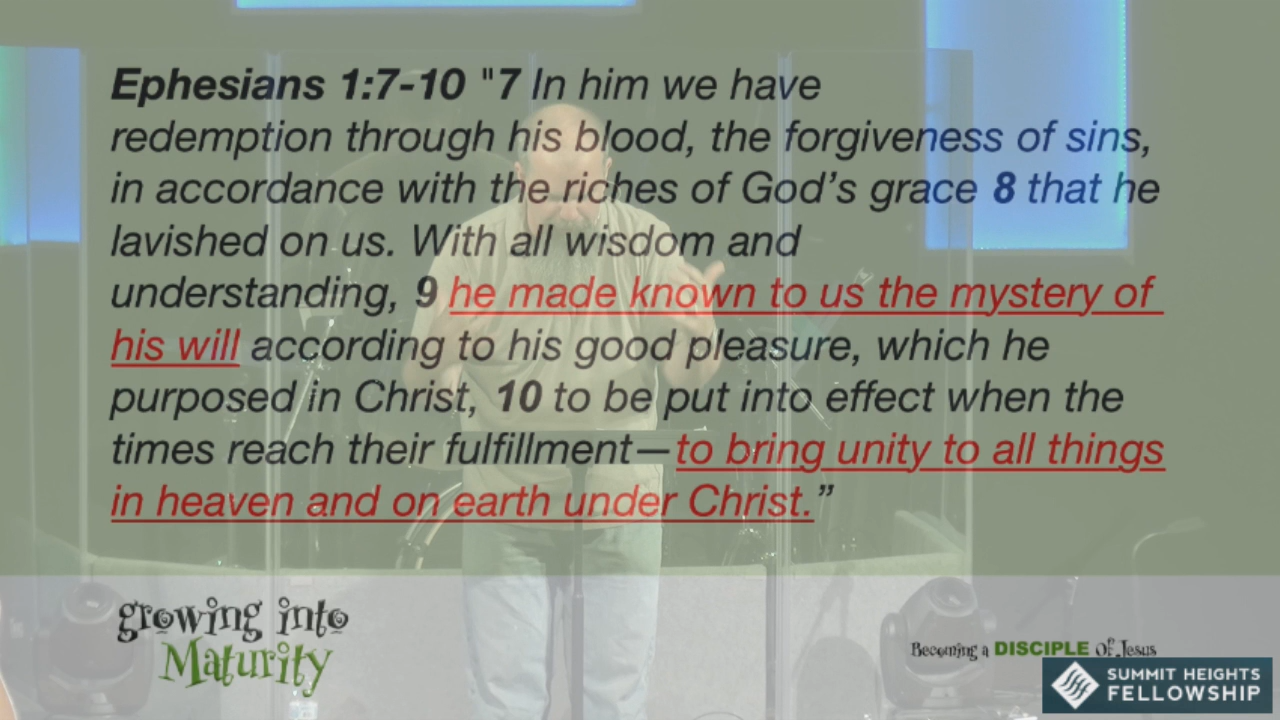 Ephesians 1:7-10 "7 In him we have
redemption through his blood, the forgiveness of sins,
in accordance with the riches of God’s grace 8 that he
lavished on us. With all wisdom and
understanding, 9 he made known to us the mystery of
his will according to his good pleasure, which he
purposed in Christ, 10 to be put into effect when the
times reach their fulfillment—to bring unity to all things
in heaven and on earth under Christ.”
growing into
Maturity
Becoming a DISCIPLE of Jesus
SUMMIT HEIGHTS
FELLOWSHIP